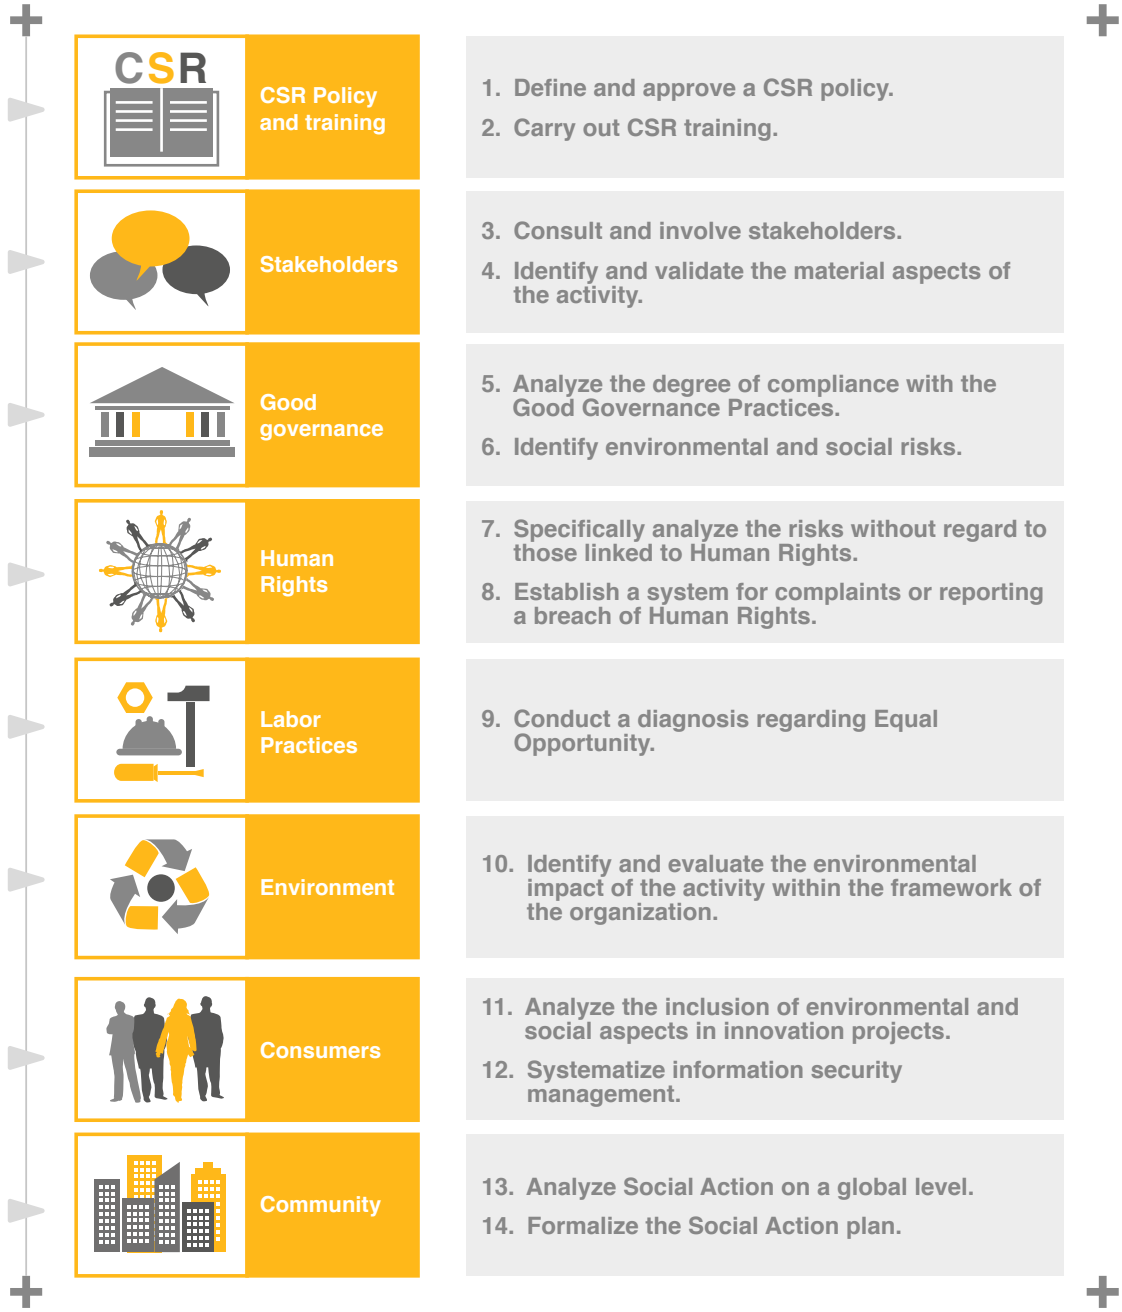 CSR
CSR Policy
and training
1. Define and approve a CSR policy.
2. Carry out CSR training.
Stakeholders
3. Consult and involve stakeholders.
4. Identify and validate the material aspects of
the activity.
Good
governance
5. Analyze the degree of compliance with the
Good Governance Practices.
6. Identify environmental and social risks.
Human
Rights
7. Specifically analyze the risks without regard to
those linked to Human Rights.
8. Establish a system for complaints or reporting
a breach of Human Rights.
Labor
Practices
9. Conduct a diagnosis regarding Equal
Opportunity.
Environment
10. Identify and evaluate the environmental
impact of the activity within the framework of
the organization.
Consumers
11. Analyze the inclusion of environmental and
social aspects in innovation projects.
12. Systematize information security
management.
Community
13. Analyze Social Action on a global level.
14. Formalize the Social Action plan.